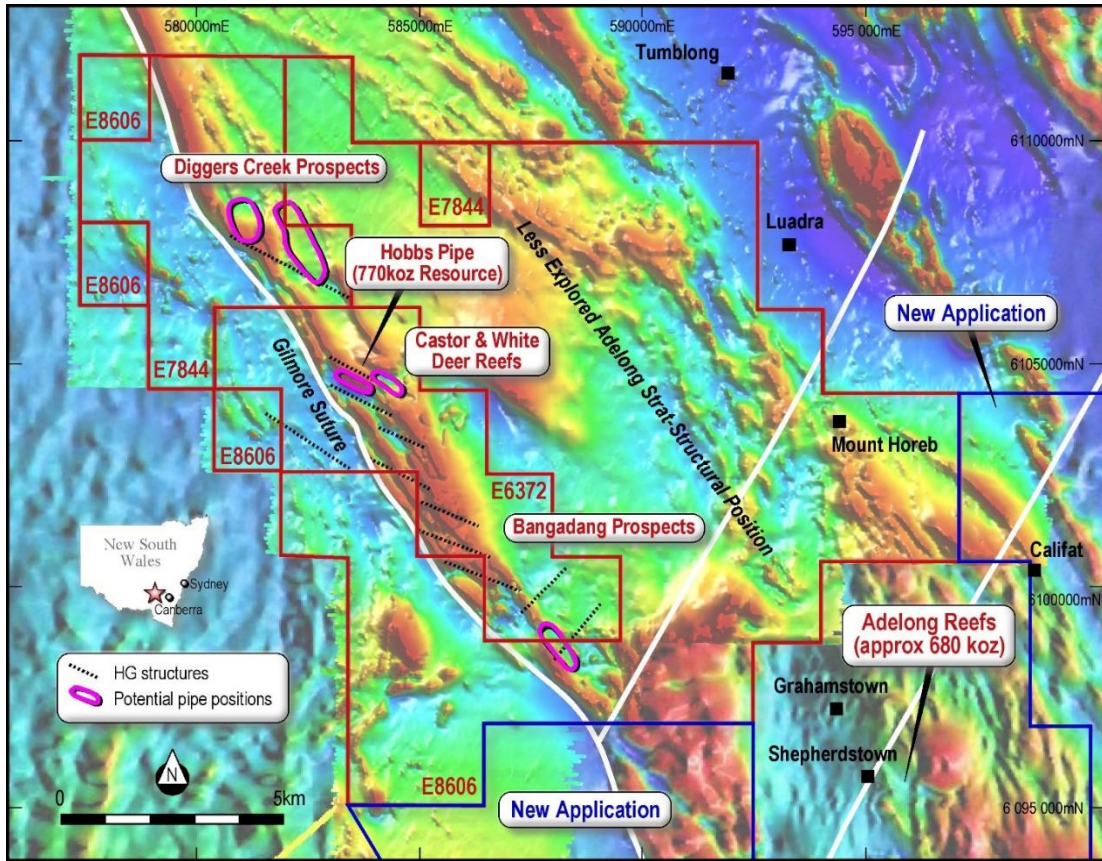 580000mE
585000mE
590000mE
595 000mE
Tumblong
E8606
6110000mN
Diggers Creek Prospects
E7844
Luadra
Less Explored Adelong Strat-Structural Position
Hobbs Pipe
(770koz Resource)
E8606
New Application
Castor & White
Deer Reefs
6105000mN
E7844
Gilmore Suture
Mount Horeb
E8606
E6372
Bangadang Prospects
New South
Wales
Sydney
Canberra
Califat
6100000mN
Adelong Reefs
(approx 680 koz)
HG structures
Potential pipe positions
Grahamstown
Shepherdstown
N
0
5km
E8606
New Application
6 095 000mN